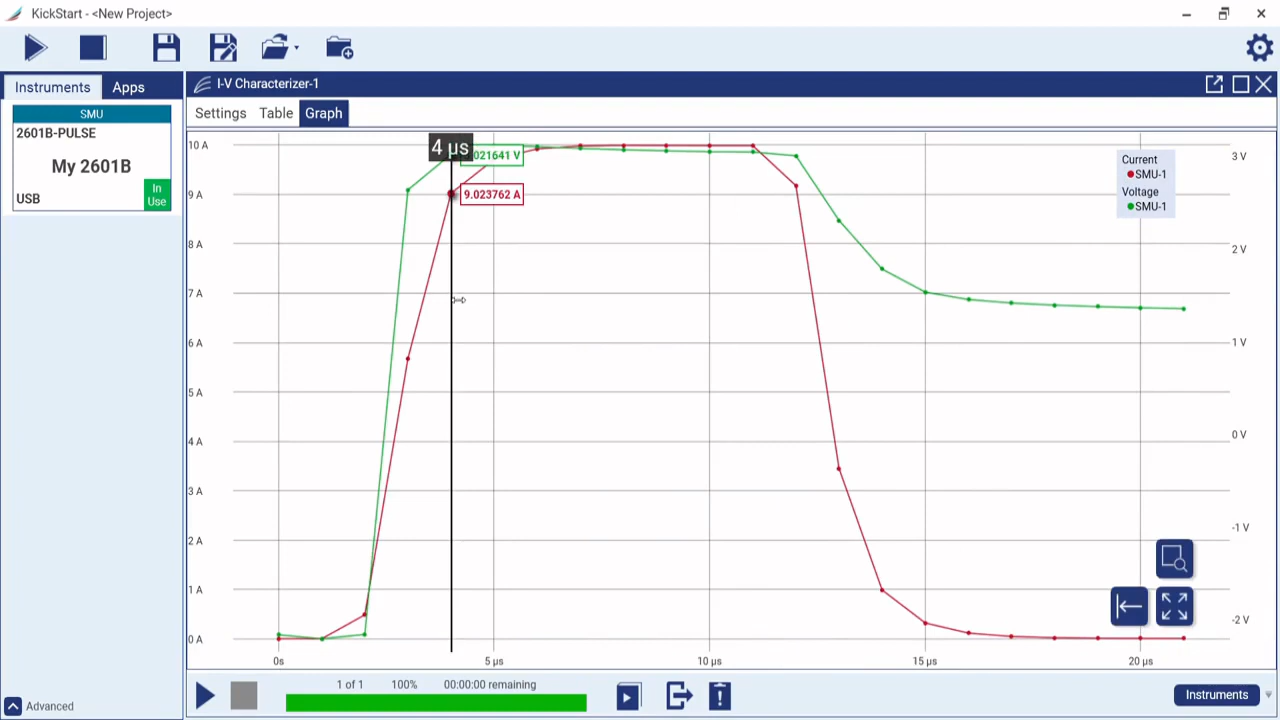 KickStart - <New Project>
Instruments Apps
SMU
2601B-PULSE
My 2601B
USB
In
Use
Advanced
I-V Characterizer-1
Settings Table Graph
10 A
9 A
8 A
7 A
6 A
5 A
4 A
3 A
2 A
1 A
0 A
4 µs
021641 V
9.023762 A
Current
SMU-1
Voltage
SMU-1
3 V
2 V
1 V
0 V
-1 V
-2 V
0s 5 µs 10 µs 15 µs 20 µs
1 of 1 100% 00:00:00 remaining
Instruments